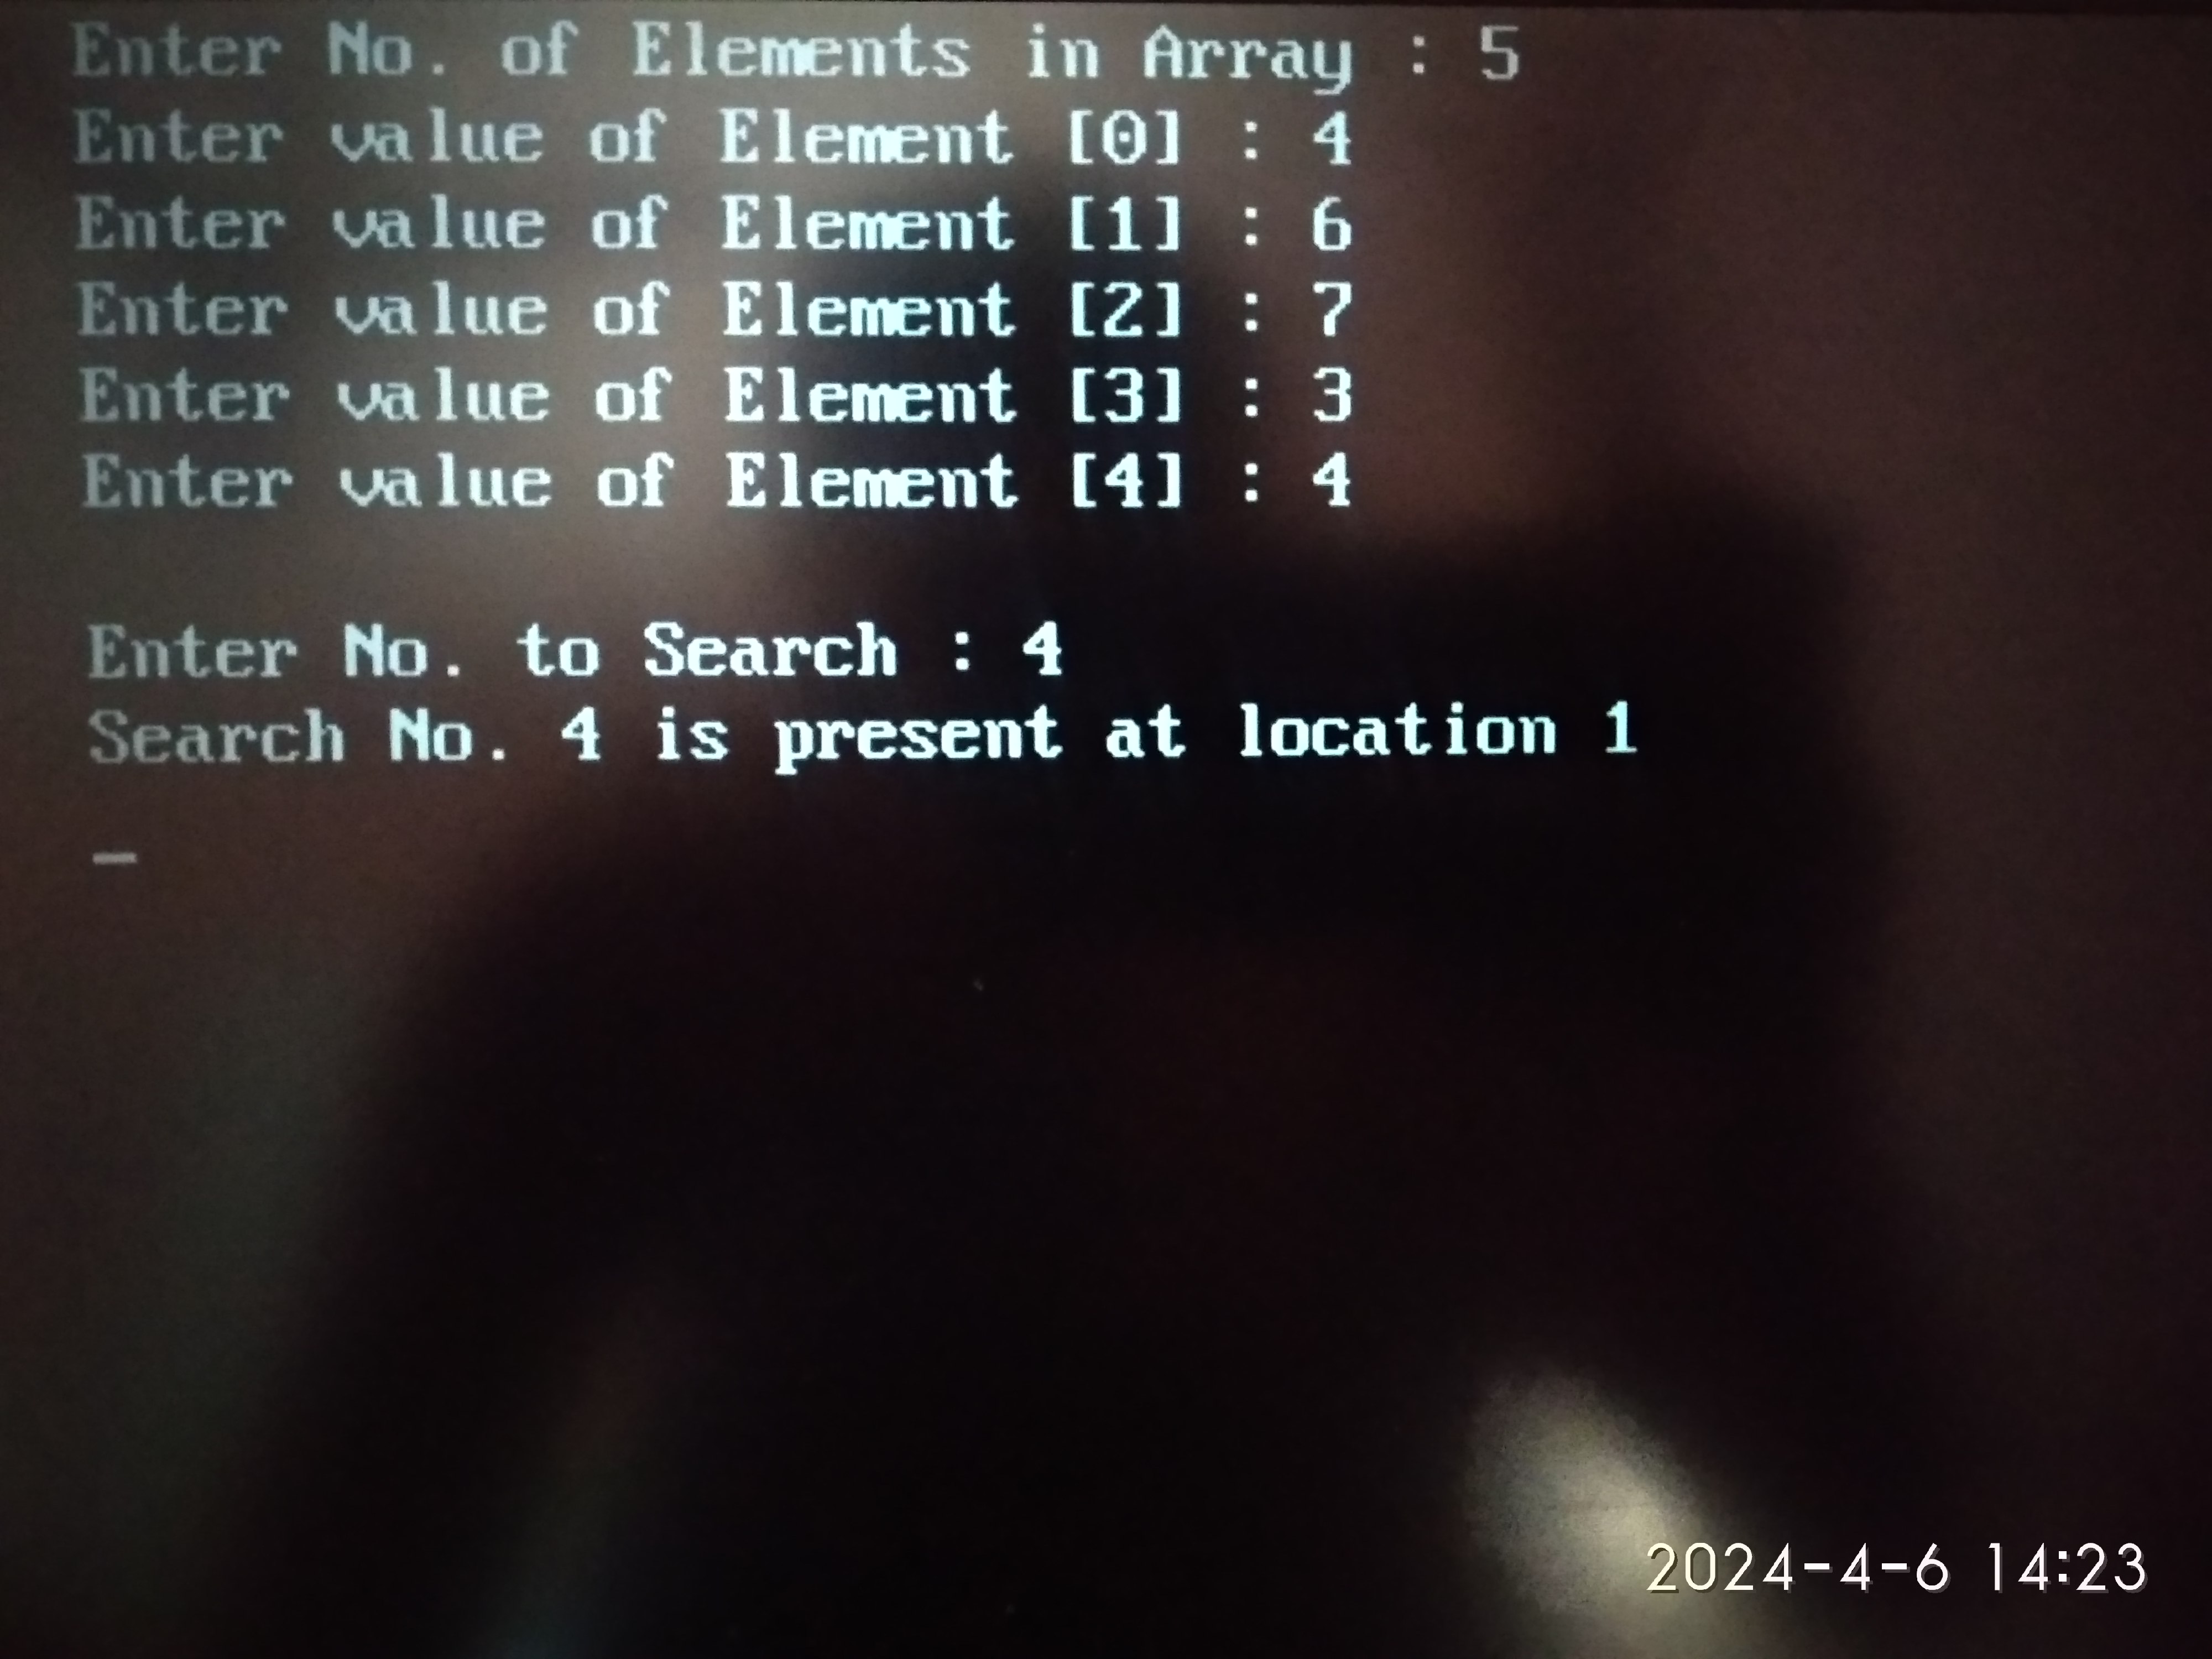 Enter No. of Elements in Array : 5
Enter value of Element [0] : 4
Enter value of Element [1] : 6
Enter value of Element [2] : 7
Enter value of Element [3] : 3
Enter value of Element [4] : 4
Enter No. to Search : 4
Search No. 4 is present at location 1
_
2024-4-6 14:23